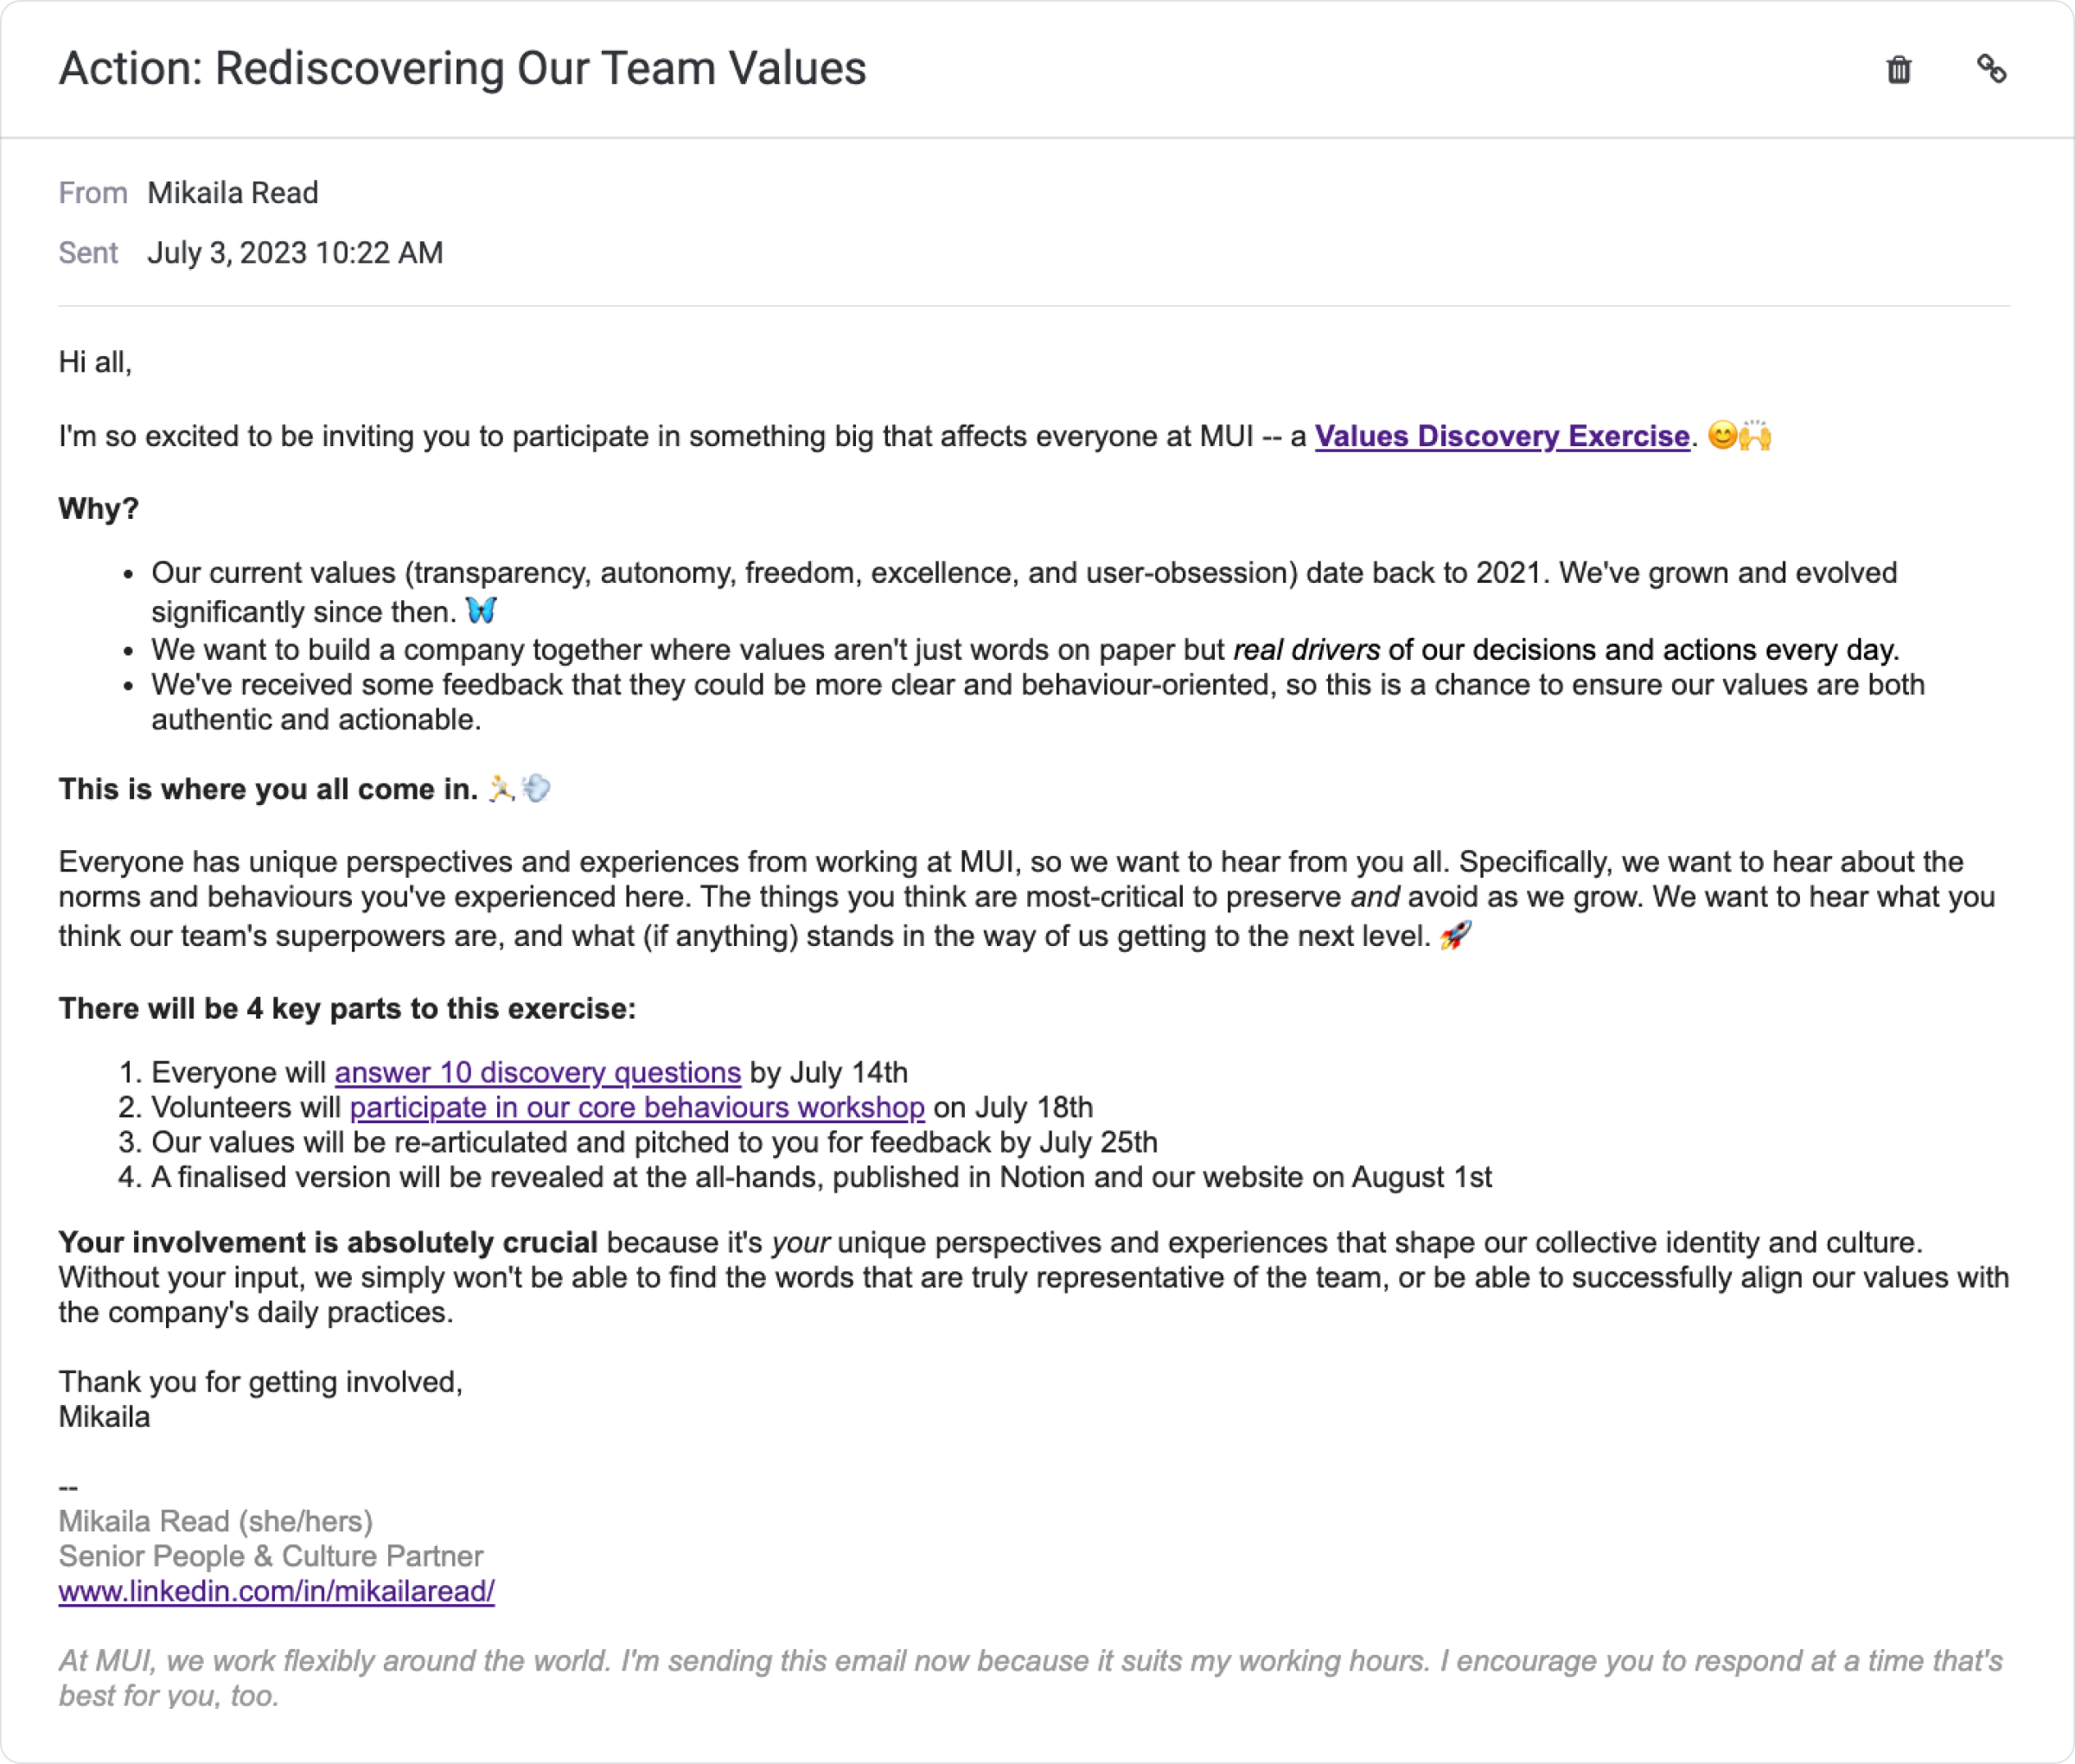 Action: Rediscovering Our Team Values
From Mikaila Read
Sent July 3, 2023 10:22 AM
Hi all,
I'm so excited to be inviting you to participate in something big that affects everyone at MUI -- a Values Discovery Exercise. 😊🙌
Why?
• Our current values (transparency, autonomy, freedom, excellence, and user-obsession) date back to 2021. We've grown and evolved
significantly since then. 🦋
• We want to build a company together where values aren't just words on paper but real drivers of our decisions and actions every day.
• We've received some feedback that they could be more clear and behaviour-oriented, so this is a chance to ensure our values are both
authentic and actionable.
This is where you all come in. 🏃💨
Everyone has unique perspectives and experiences from working at MUI, so we want to hear from you all. Specifically, we want to hear about the
norms and behaviours you've experienced here. The things you think are most-critical to preserve and avoid as we grow. We want to hear what you
think our team's superpowers are, and what (if anything) stands in the way of us getting to the next level. 🚀
There will be 4 key parts to this exercise:
1. Everyone will answer 10 discovery questions by July 14th
2. Volunteers will participate in our core behaviours workshop on July 18th
3. Our values will be re-articulated and pitched to you for feedback by July 25th
4. A finalised version will be revealed at the all-hands, published in Notion and our website on August 1st
Your involvement is absolutely crucial because it's your unique perspectives and experiences that shape our collective identity and culture.
Without your input, we simply won't be able to find the words that are truly representative of the team, or be able to successfully align our values with
the company's daily practices.
Thank you for getting involved,
Mikaila
--
Mikaila Read (she/hers)
Senior People & Culture Partner
www.linkedin.com/in/mikailaread/
At MUI, we work flexibly around the world. I'm sending this email now because it suits my working hours. I encourage you to respond at a time that's
best for you, too.